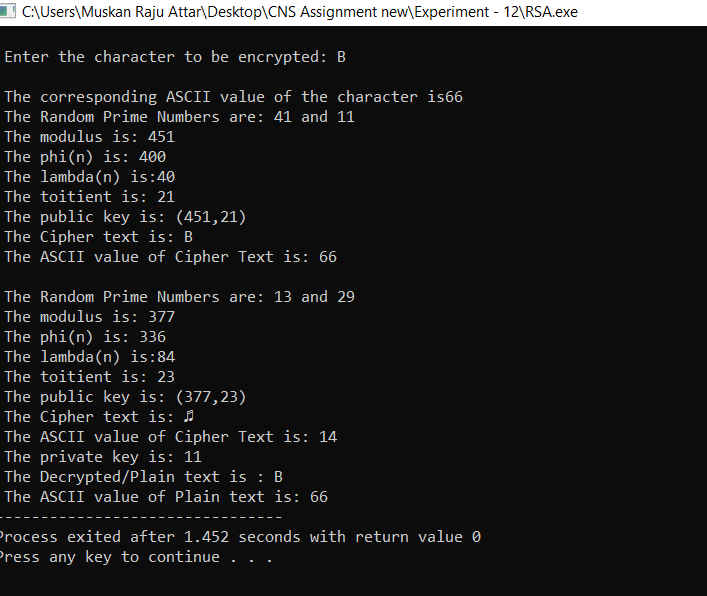 C:\Users\Muskan Raju Attar\Desktop\CNS Assignment new\Experiment - 12\RSA.exe
Enter the character to be encrypted: B
The corresponding ASCII value of the character is66
The Random Prime Numbers are: 41 and 11
The modulus is: 451
The phi(n) is: 400
The lambda(n) is:40
The toitient is: 21
The public key is: (451,21)
The Cipher text is: B
The ASCII value of Cipher Text is: 66
The Random Prime Numbers are: 13 and 29
The modulus is: 377
The phi(n) is: 336
The lambda(n) is:84
The toitient is: 23
The public key is: (377,23)
The Cipher text is: ♬
The ASCII value of Cipher Text is: 14
The private key is: 11
The Decrypted/Plain text is : B
The ASCII value of Plain text is: 66
--------------------------------
Process exited after 1.452 seconds with return value 0
Press any key to continue . . .